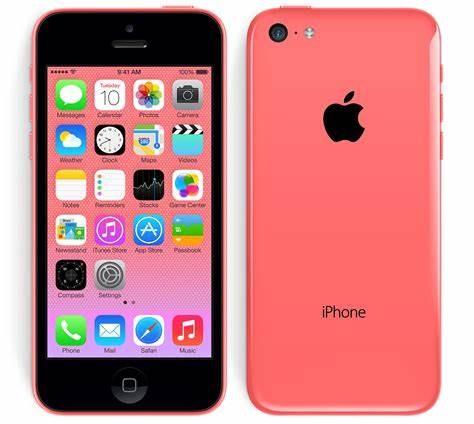 9:41 AM 100%
Tuesday
10
Messages Calendar Photos Camera
Weather Clock Maps Videos
Notes Reminders Stocks Game Center
Newsstand iTunes Store App Store Passbook
Compass Settings
Phone Mail Safari Music
iPhone